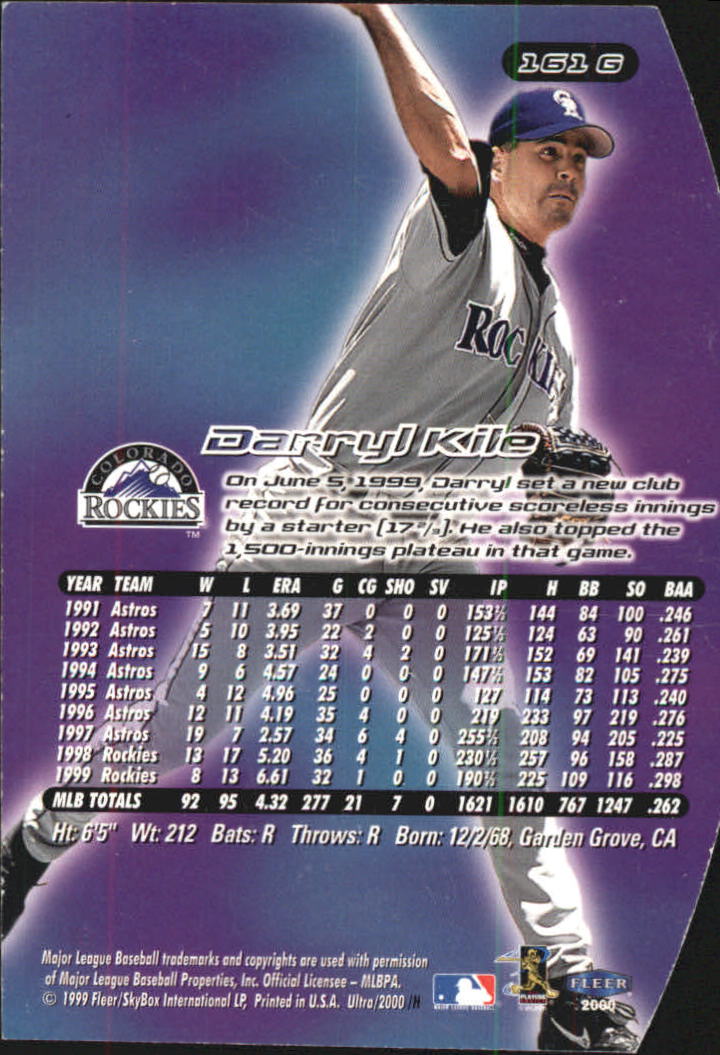 161 G
ROCKIES
Darryl Kile
COLORADO
ROCKIES
TM
On June 5, 1999, Darryl set a new club
record for consecutive scoreless innings
by a starter (17²/₃). He also topped the
1,500-innings plateau in that game.
YEAR TEAM W L ERA G CG SHO SV IP H BB SO BAA
1991 Astros 7 11 3.69 37 0 0 0 153⅔ 144 84 100 .246
1992 Astros 5 10 3.95 22 2 0 0 125⅓ 124 63 90 .261
1993 Astros 15 8 3.51 32 4 2 0 171⅔ 152 69 141 .239
1994 Astros 9 6 4.57 24 0 0 0 147⅔ 153 82 105 .275
1995 Astros 4 12 4.96 25 0 0 0 127 114 73 113 .240
1996 Astros 12 11 4.19 35 4 0 0 219 233 97 219 .276
1997 Astros 19 7 2.57 34 6 4 0 255⅔ 208 94 205 .225
1998 Rockies 13 17 5.20 36 4 1 0 230⅓ 257 96 158 .287
1999 Rockies 8 13 6.61 32 1 0 0 190⅔ 225 109 116 .298
MLB TOTALS 92 95 4.32 277 21 7 0 1621 1610 767 1247 .262
Ht: 6'5" Wt: 212 Bats: R Throws: R Born: 12/2/68, Garden Grove, CA
Major League Baseball trademarks and copyrights are used with permission
of Major League Baseball Properties, Inc. Official Licensee – MLBPA.
© 1999 Fleer/SkyBox International LP, Printed in U.S.A. Ultra/2000 /H
MAJOR LEAGUE BASEBALL
PLAYERS
FLEER
2000